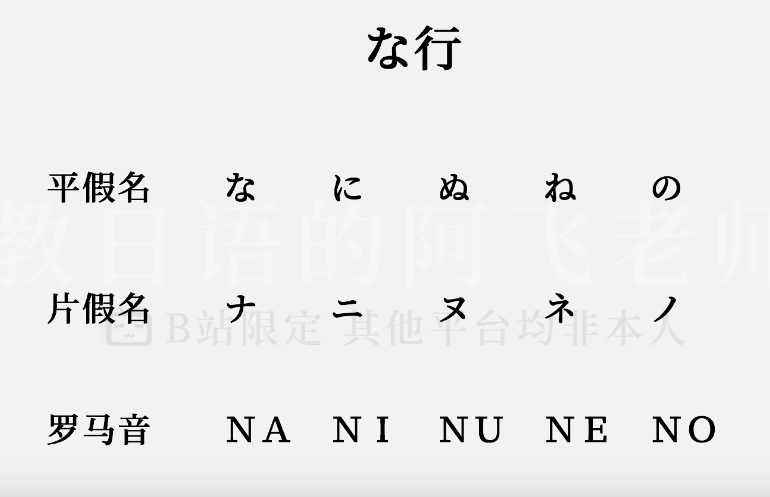 な行
平假名 な に ぬ ね の
教日语的阿飞老师
片假名 ナ ニ ヌ ネ ノ
B站限定 其他平台均非本人
罗马音 NA NI NU NE NO